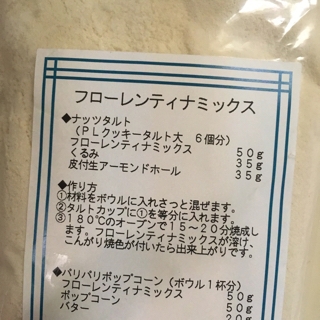 フローレンティナミックス
◆ナッツタルト
（PLクッキータルト大　6個分）
フローレンティナミックス　50g
くるみ　35g
皮付生アーモンドホール　35g
◆作り方
①材料をボウルに入れさっと混ぜます。
②タルトカップに①を等分に入れます。
③180℃のオーブンで15～20分焼成し
ます。フローレンティナミックスが溶け、
こんがり焼色が付いたら出来上がりです。
◆パリパリポップコーン（ボウル1杯分）
フローレンティナミックス　50g
ポップコーン　50g
バター　20g